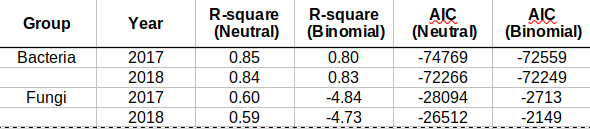 Group Year R-square (Neutral) R-square (Binomial) AIC (Neutral) AIC (Binomial)
Bacteria 2017 0.85 0.80 -74769 -72559
2018 0.84 0.83 -72266 -72249
Fungi 2017 0.60 -4.84 -28094 -2713
2018 0.59 -4.73 -26512 -2149